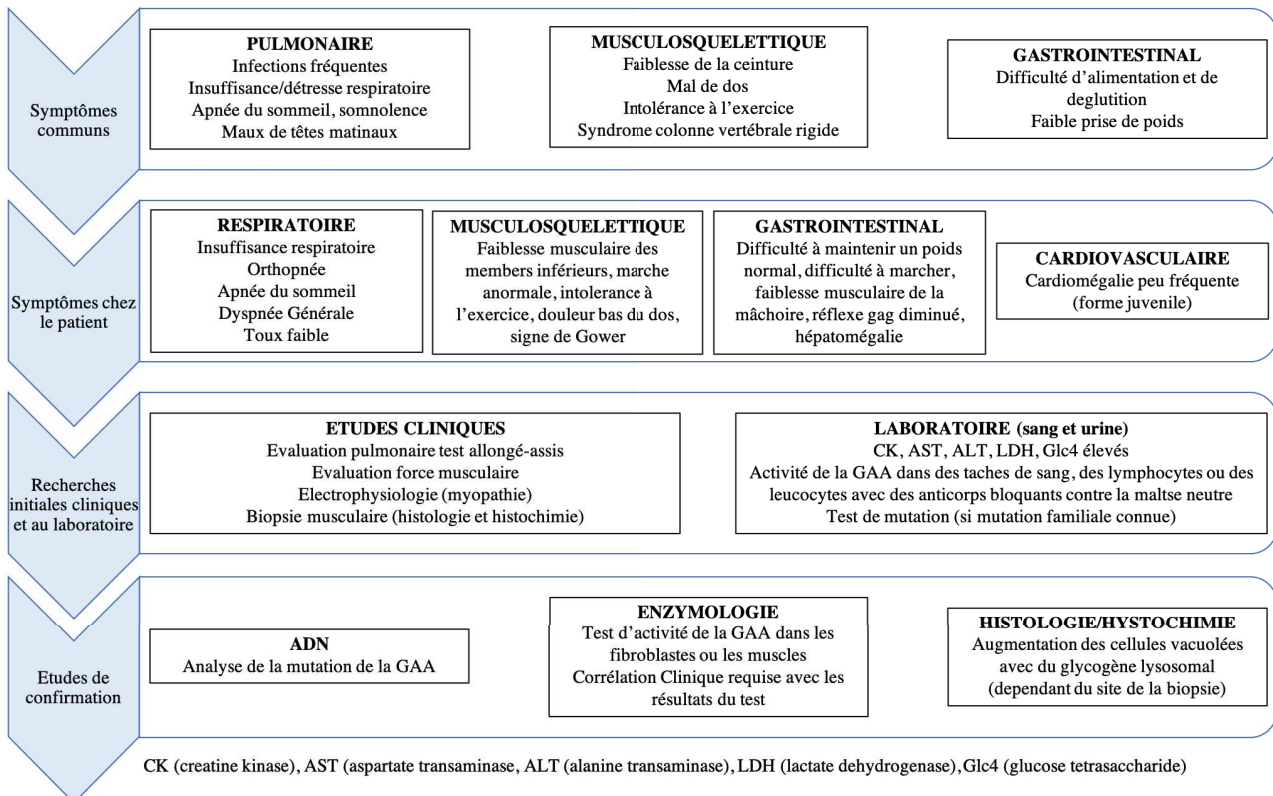 Symptômes
communs
PULMONAIRE
Infections fréquentes
Insuffisance/détresse respiratoire
Apnée du sommeil, somnolence
Maux de têtes matinaux
MUSCULOSQUELETTIQUE
Faiblesse de la ceinture
Mal de dos
Intolérance à l'exercice
Syndrome colonne vertébrale rigide
GASTROINTESTINAL
Difficulté d'alimentation et de
deglutition
Faible prise de poids
Symptômes chez
le patient
RESPIRATOIRE
Insuffisance respiratoire
Orthopnée
Apnée du sommeil
Dyspnée Générale
Toux faible
MUSCULOSQUELETTIQUE
Faiblesse musculaire des
members inférieurs, marche
anormale, intolerance à
l'exercice, douleur bas du dos,
signe de Gower
GASTROINTESTINAL
Difficulté à maintenir un poids
normal, difficulté à marcher,
faiblesse musculaire de la
mâchoire, réflexe gag diminué,
hépatomégalie
CARDIOVASCULAIRE
Cardiomégalie peu fréquente
(forme juvenile)
Recherches
initiales cliniques
et au laboratoire
ETUDES CLINIQUES
Evaluation pulmonaire test allongé-assis
Evaluation force musculaire
Electrophysiologie (myopathie)
Biopsie musculaire (histologie et histochimie)
LABORATOIRE (sang et urine)
CK, AST, ALT, LDH, Glc4 élevés
Activité de la GAA dans des taches de sang, des lymphocytes ou des
leucocytes avec des anticorps bloquants contre la maltse neutre
Test de mutation (si mutation familiale connue)
Etudes de
confirmation
ADN
Analyse de la mutation de la GAA
ENZYMOLOGIE
Test d'activité de la GAA dans les
fibroblastes ou les muscles
Corrélation Clinique requise avec les
résultats du test
HISTOLOGIE/HYSTOCHIMIE
Augmentation des cellules vacuolées
avec du glycogène lysosomal
(dependant du site de la biopsie)
CK (creatine kinase), AST (aspartate transaminase, ALT (alanine transaminase), LDH (lactate dehydrogenase), Glc4 (glucose tetrasaccharide)